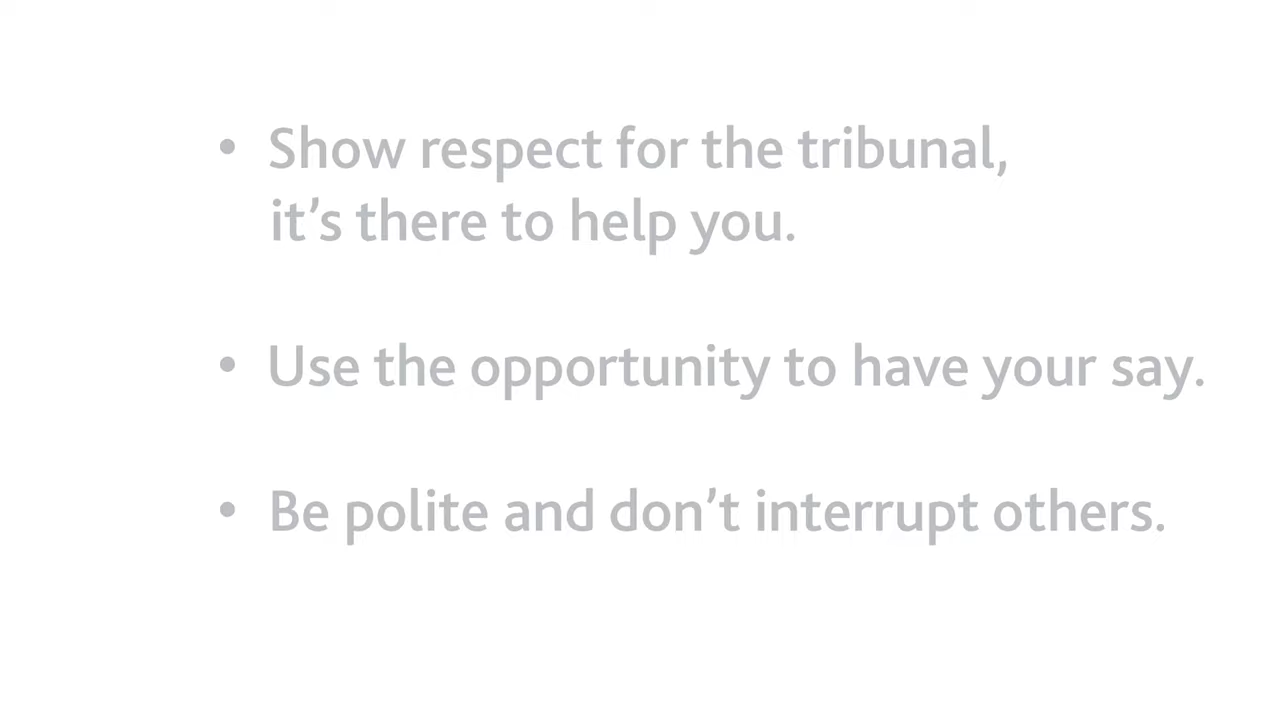 • Show respect for the tribunal,
it’s there to help you.
• Use the opportunity to have your say.
• Be polite and don’t interrupt others.